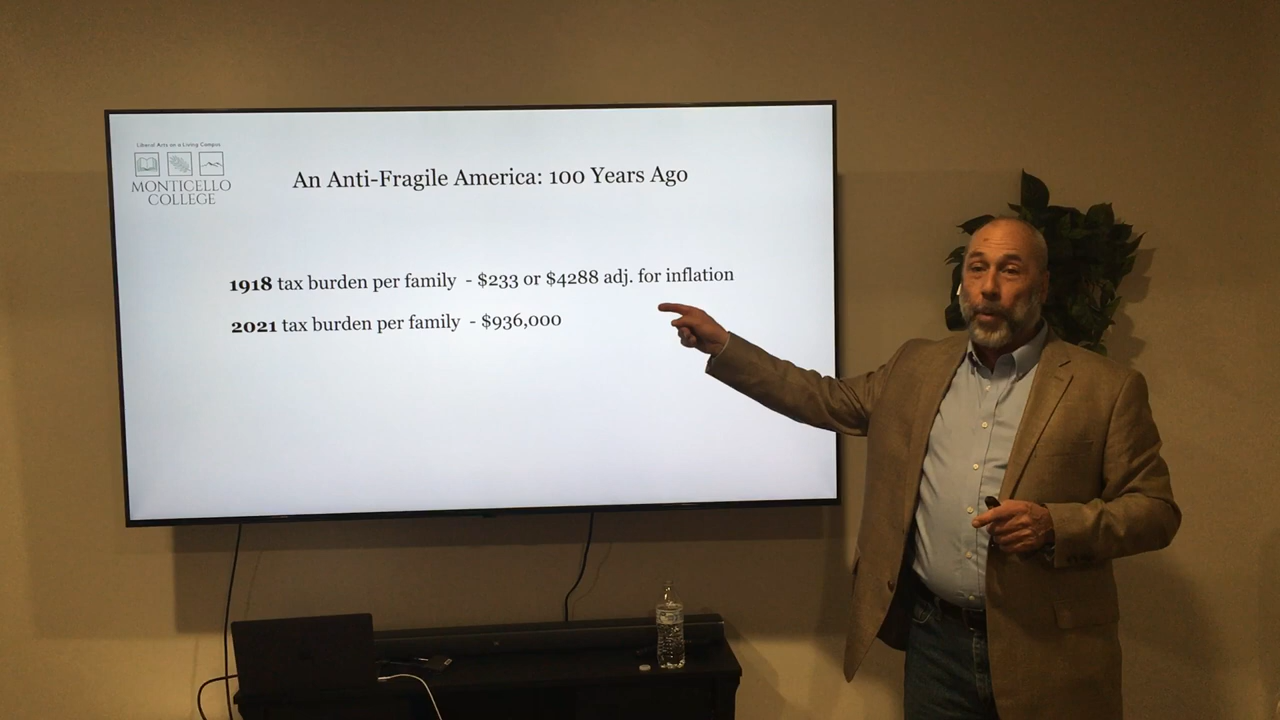 Liberal Arts on a Living Campus
MONTICELLO
COLLEGE
An Anti-Fragile America: 100 Years Ago
1918 tax burden per family - $233 or $4288 adj. for inflation
2021 tax burden per family - $936,000